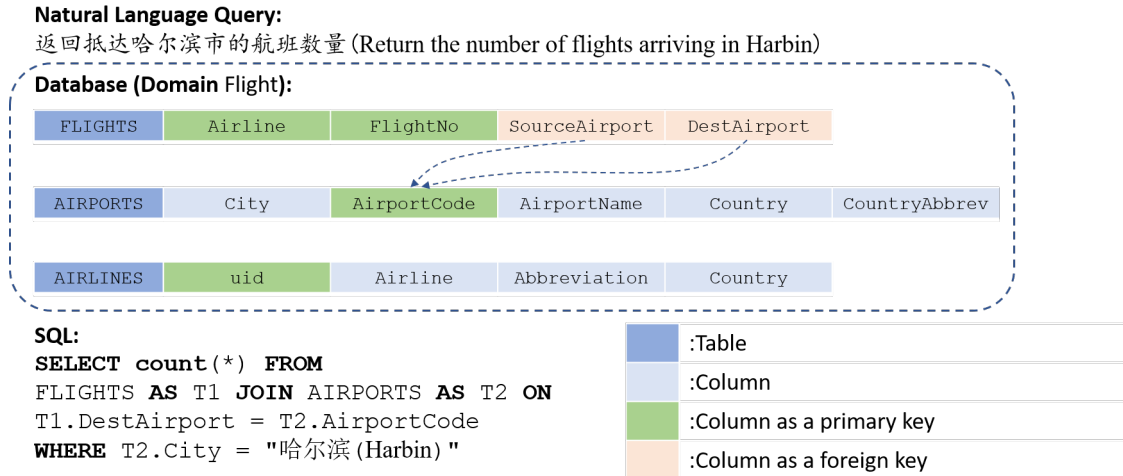 Natural Language Query:
返回抵达哈尔滨市的航班数量(Return the number of flights arriving in Harbin)
Database (Domain Flight):
FLIGHTS Airline FlightNo SourceAirport DestAirport
AIRPORTS City AirportCode AirportName Country CountryAbbrev
AIRLINES uid Airline Abbreviation Country
SQL:
SELECT count(*) FROM
FLIGHTS AS T1 JOIN AIRPORTS AS T2 ON
T1.DestAirport = T2.AirportCode
WHERE T2.City = "哈尔滨(Harbin)"
:Table
:Column
:Column as a primary key
:Column as a foreign key